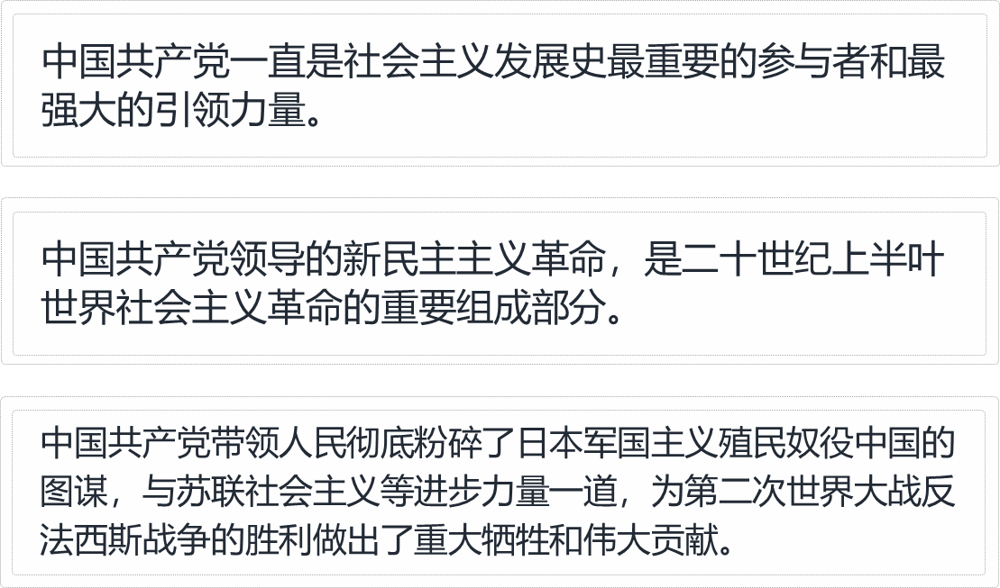 中国共产党一直是社会主义发展史最重要的参与者和最
强大的引领力量。
中国共产党领导的新民主主义革命，是二十世纪上半叶
世界社会主义革命的重要组成部分。
中国共产党带领人民彻底粉碎了日本军国主义殖民奴役中国的
图谋，与苏联社会主义等进步力量一道，为第二次世界大战反
法西斯战争的胜利做出了重大牺牲和伟大贡献。